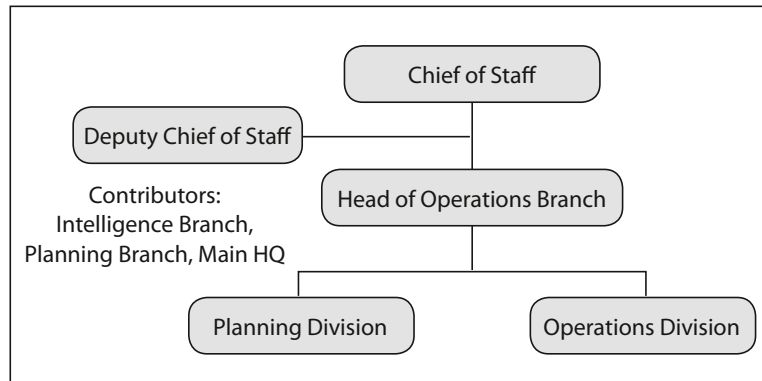 Chief of Staff
Deputy Chief of Staff
Contributors:
Intelligence Branch,
Planning Branch, Main HQ
Head of Operations Branch
Planning Division
Operations Division